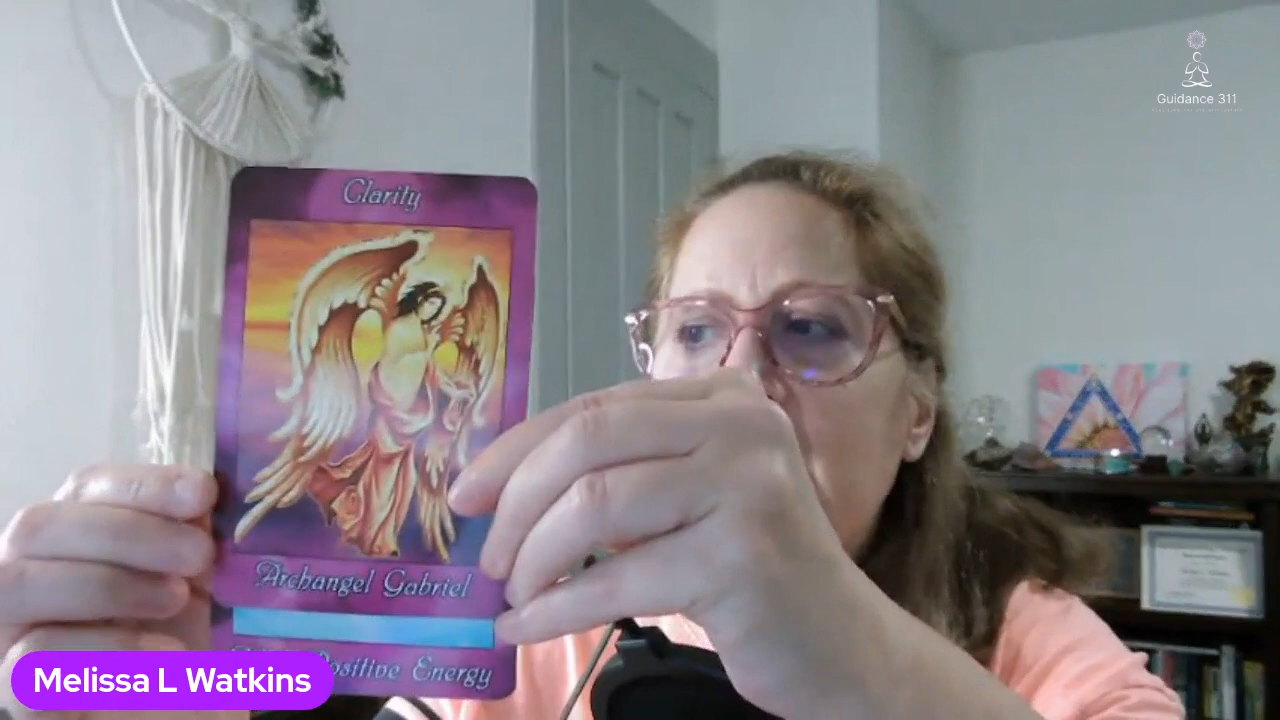 Guidance 311
Clarity
Archangel Gabriel
Positive Energy
Melissa L Watkins